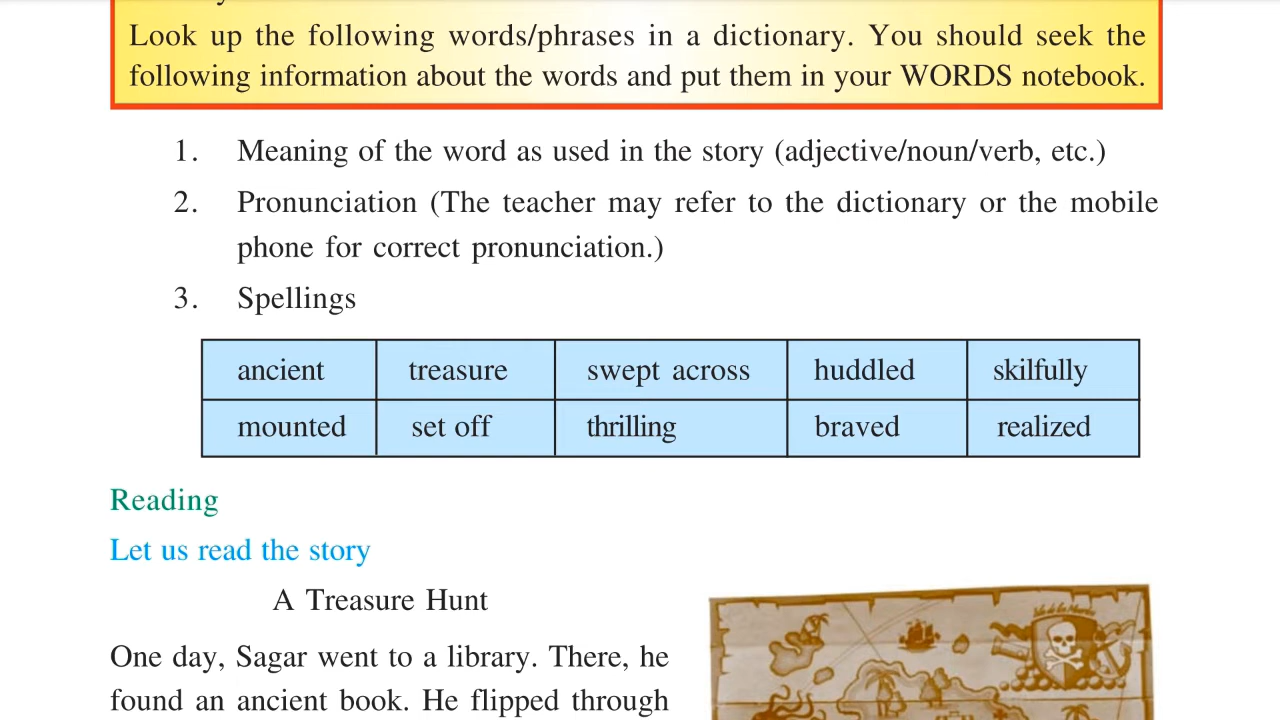 Look up the following words/phrases in a dictionary. You should seek the
following information about the words and put them in your WORDS notebook.
1. Meaning of the word as used in the story (adjective/noun/verb, etc.)
2. Pronunciation (The teacher may refer to the dictionary or the mobile
phone for correct pronunciation.)
3. Spellings
ancient treasure swept across huddled skilfully
mounted set off thrilling braved realized
Reading
Let us read the story
A Treasure Hunt
One day, Sagar went to a library. There, he
found an ancient book. He flipped through